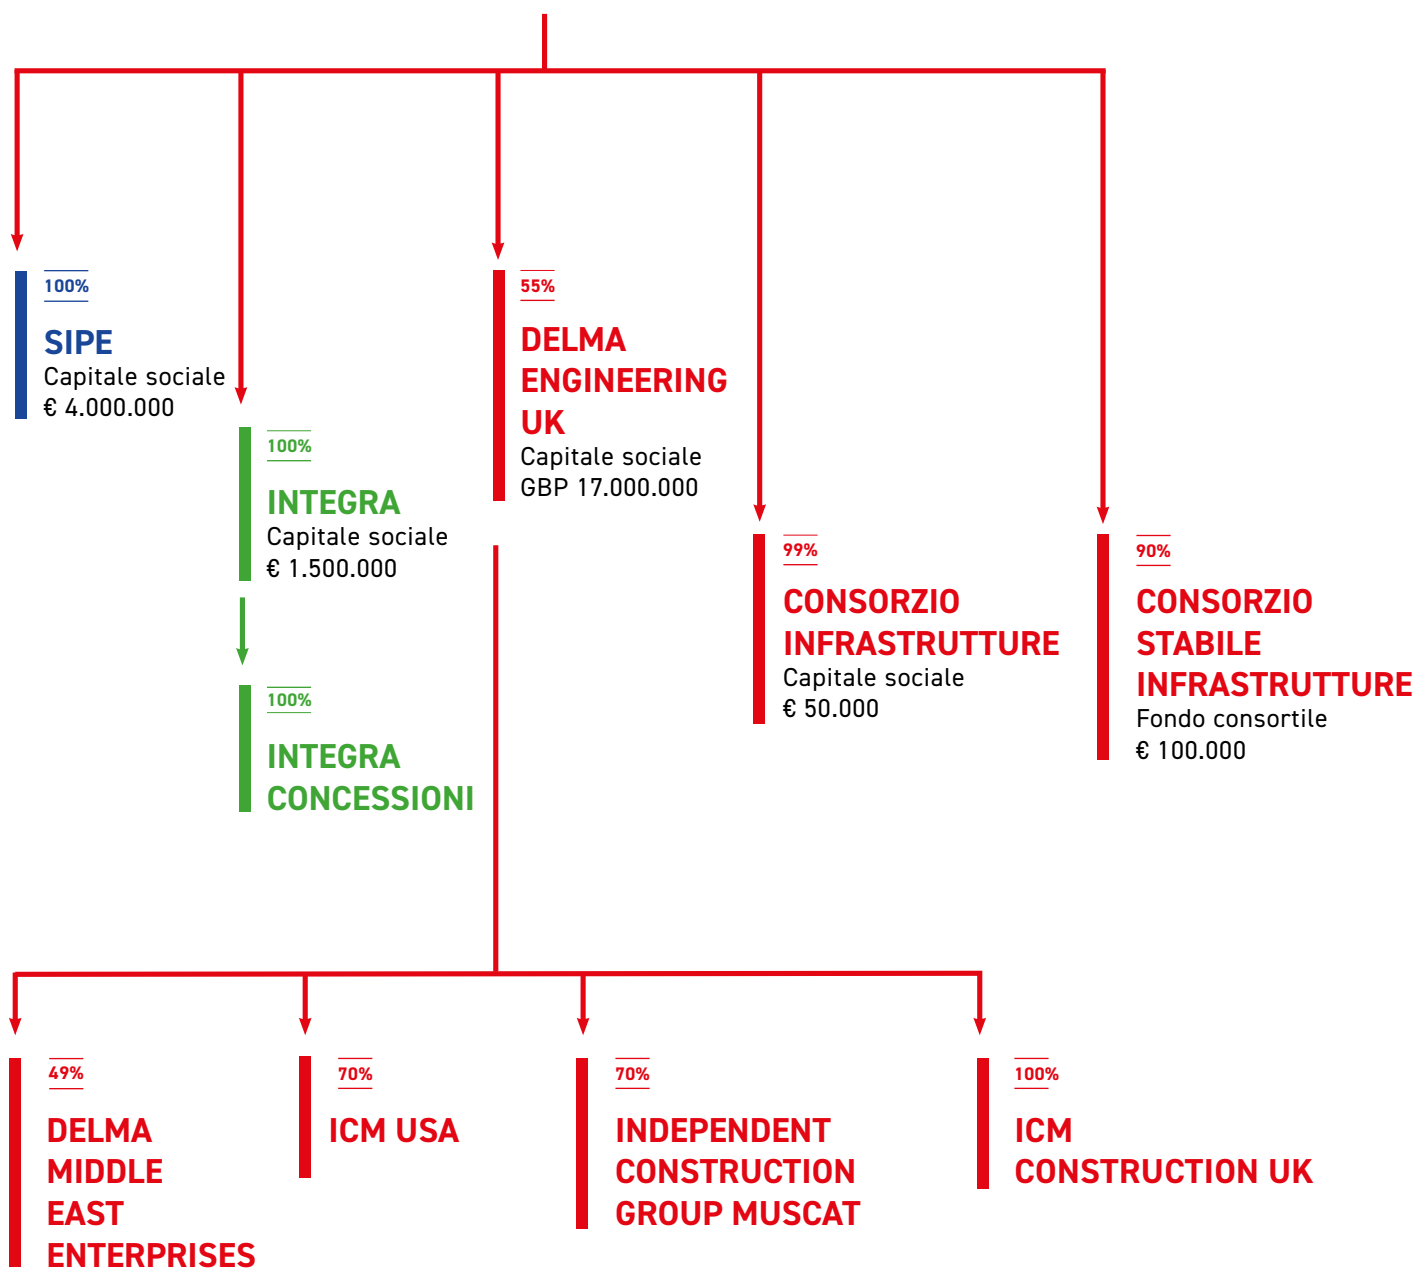 100%
SIPE
Capitale sociale
€ 4.000.000
100%
INTEGRA
Capitale sociale
€ 1.500.000
100%
INTEGRA
CONCESSIONI
55%
DELMA
ENGINEERING
UK
Capitale sociale
GBP 17.000.000
99%
CONSORZIO
INFRASTRUTTURE
Capitale sociale
€ 50.000
90%
CONSORZIO
STABILE
INFRASTRUTTURE
Fondo consortile
€ 100.000
49%
DELMA
MIDDLE
EAST
ENTERPRISES
70%
ICM USA
70%
INDEPENDENT
CONSTRUCTION
GROUP MUSCAT
100%
ICM
CONSTRUCTION UK